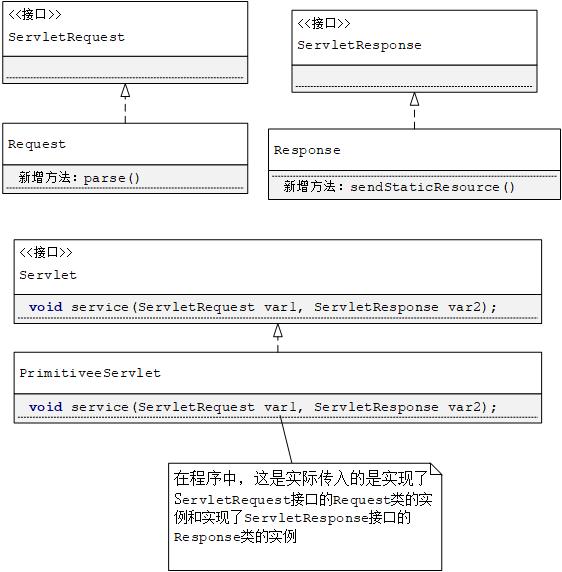 <<接口>>
ServletRequest
<<接口>>
ServletResponse
Request
新增方法：parse()
Response
新增方法：sendStaticResource()
<<接口>>
Servlet
void service(ServletRequest var1, ServletResponse var2);
PrimitiveeServlet
void service(ServletRequest var1, ServletResponse var2);
在程序中，这是实际传入的是实现了
ServletRequest接口的Request类的实
例和实现了ServletResponse接口的
Response类的实例